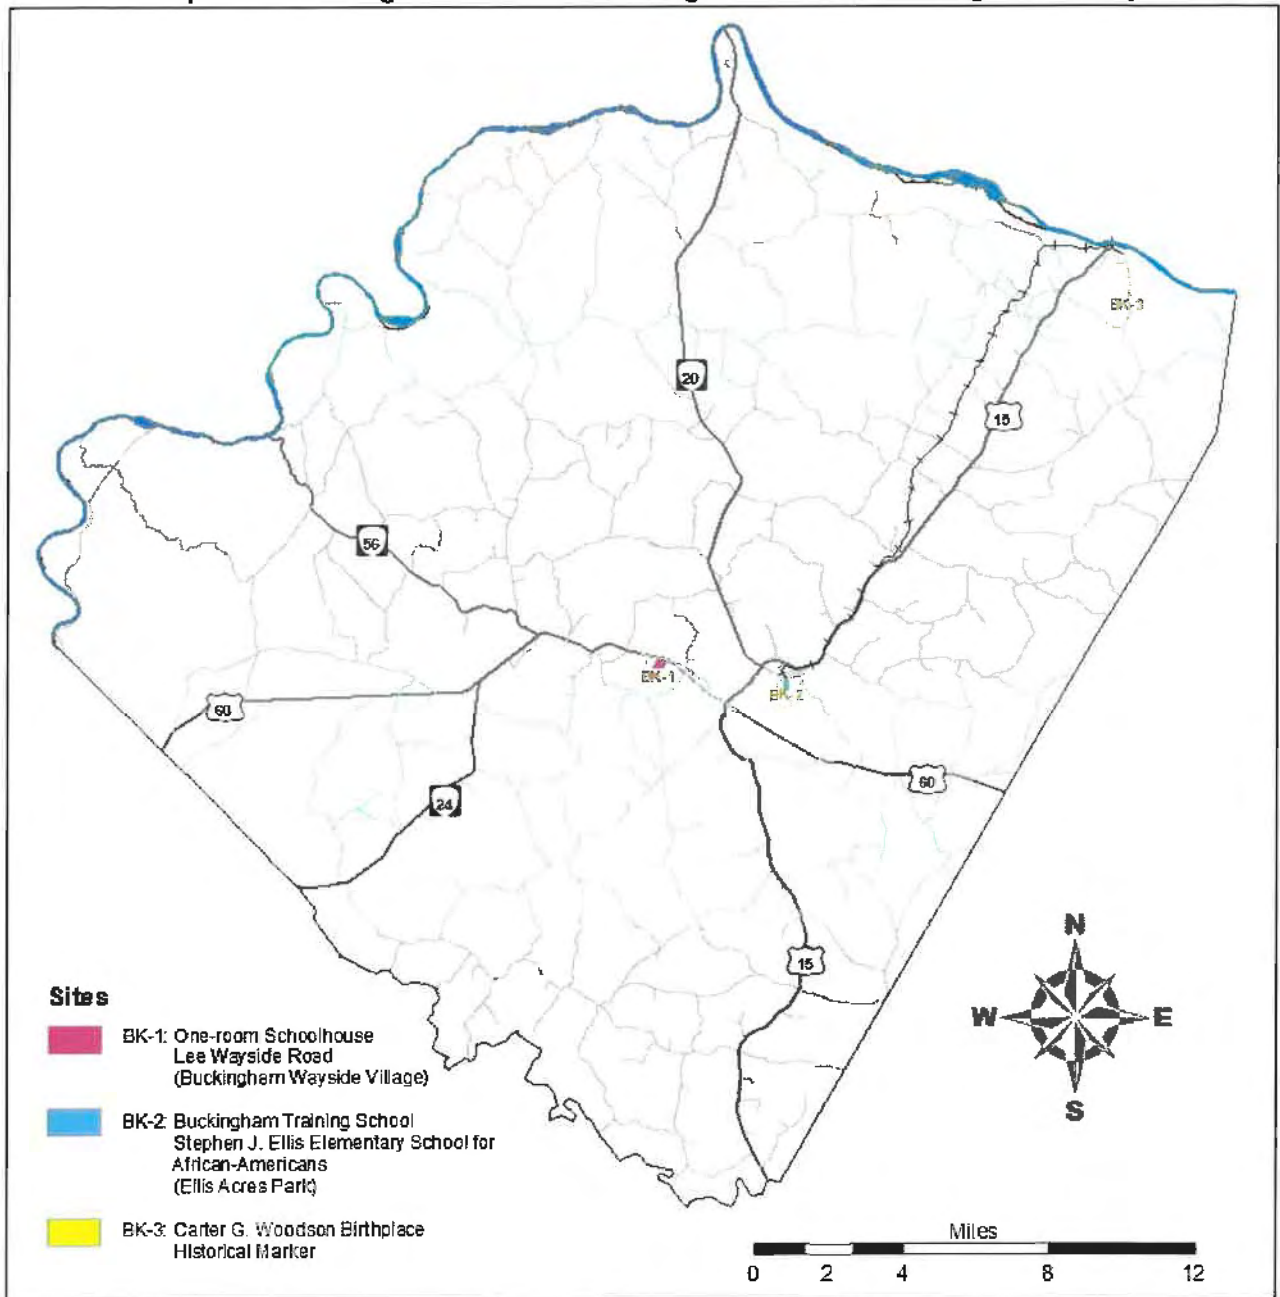 BK-3
20
15
56
BK-1
BK-2
60
60
24
15
N
W E
S
Sites
BK-1: One-room Schoolhouse
Lee Wayside Road
(Buckingham Wayside Village)
BK-2: Buckingham Training School
Stephen J. Ellis Elementary School for
African-Americans
(Ellis Acres Park)
BK-3: Carter G. Woodson Birthplace
Historical Marker
Miles
0 2 4 8 12